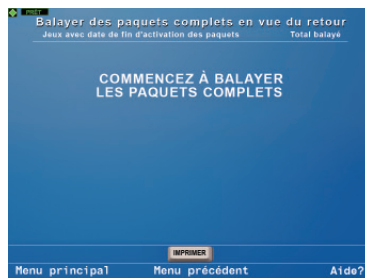 PRÊT
Balayer des paquets complets en vue du retour
Jeux avec date de fin d'activation des paquets Total balayé
COMMENCEZ À BALAYER
LES PAQUETS COMPLETS
IMPRIMER
Menu principal Menu précédent Aide?